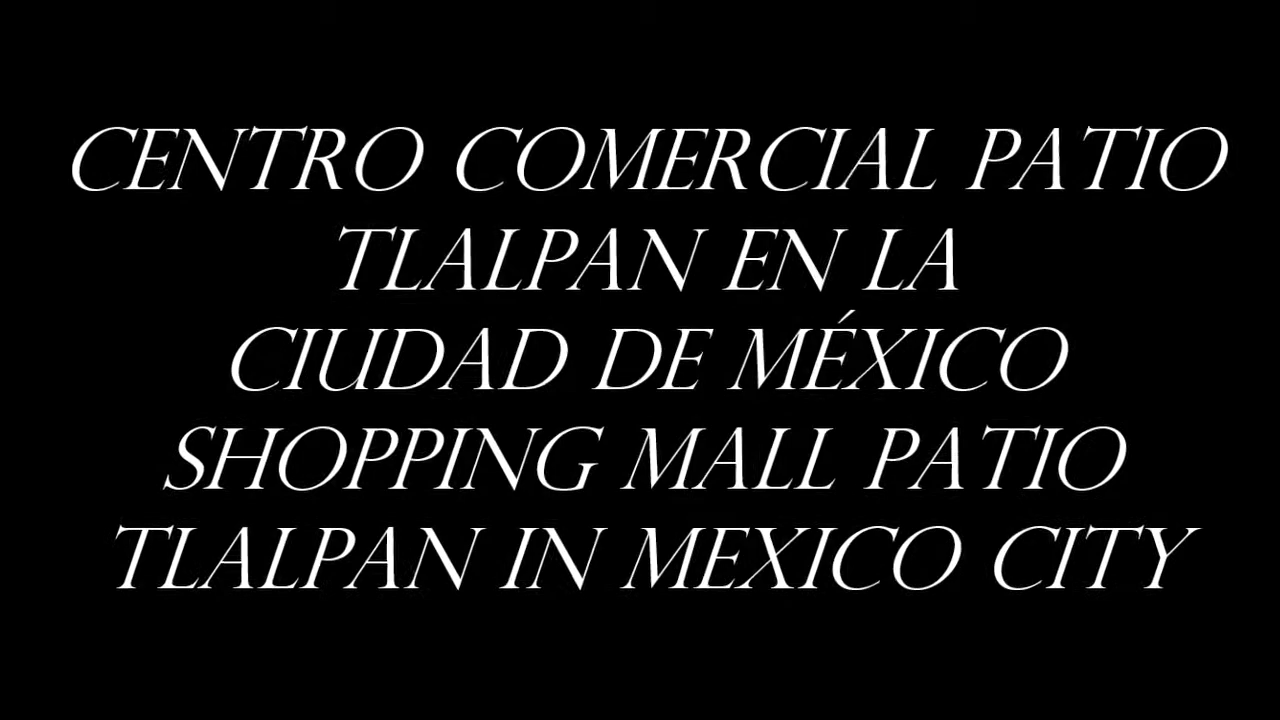 CENTRO COMERCIAL PATIO
TLALPAN EN LA
CIUDAD DE MÉXICO
SHOPPING MALL PATIO
TLALPAN IN MEXICO CITY